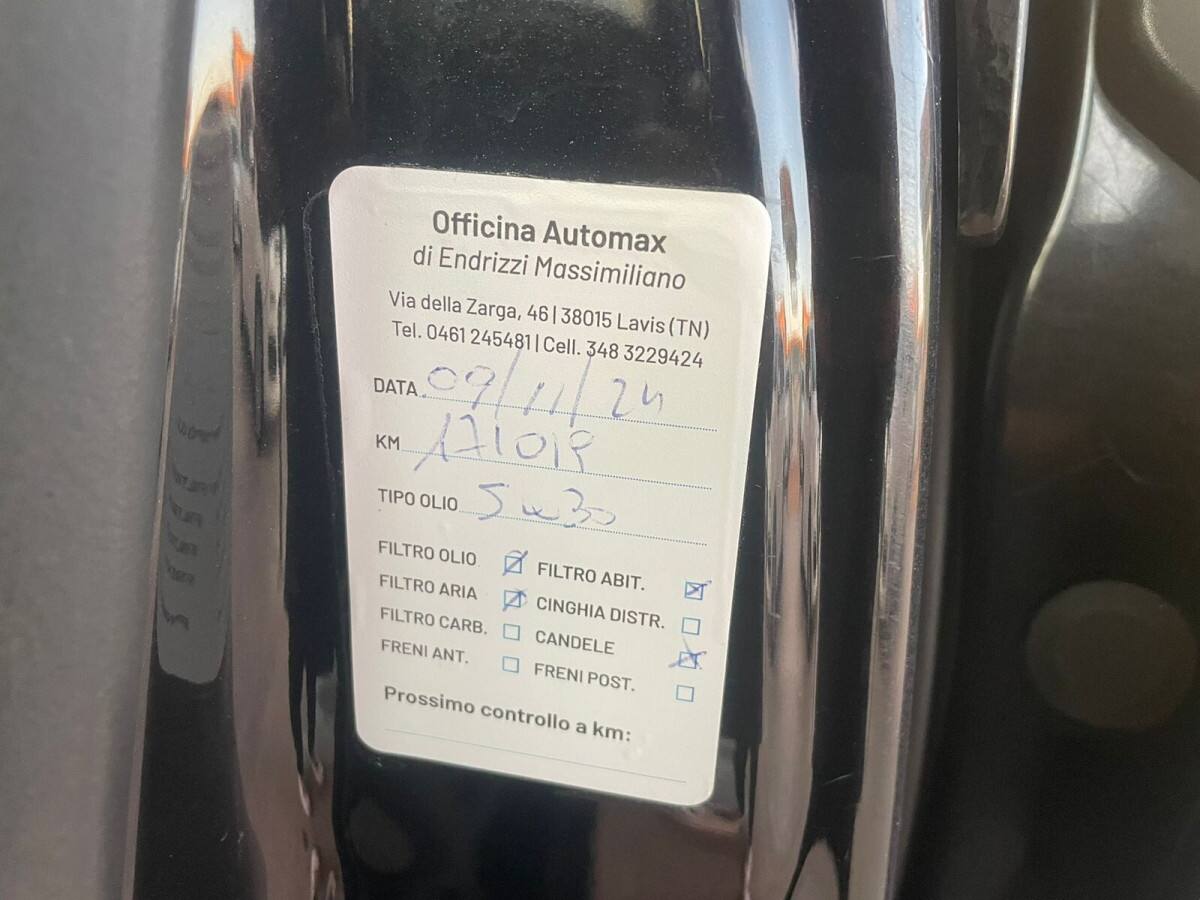 Officina Automax
di Endrizzi Massimiliano
Via della Zarga, 46 | 38015 Lavis (TN)
Tel. 0461 245481 | Cell. 348 3229424
DATA 09/11/24
KM 171019
TIPO OLIO 5w30
FILTRO OLIO FILTRO ABIT.
FILTRO ARIA CINGHIA DISTR.
FILTRO CARB. CANDELE
FRENI ANT. FRENI POST.
Prossimo controllo a km: